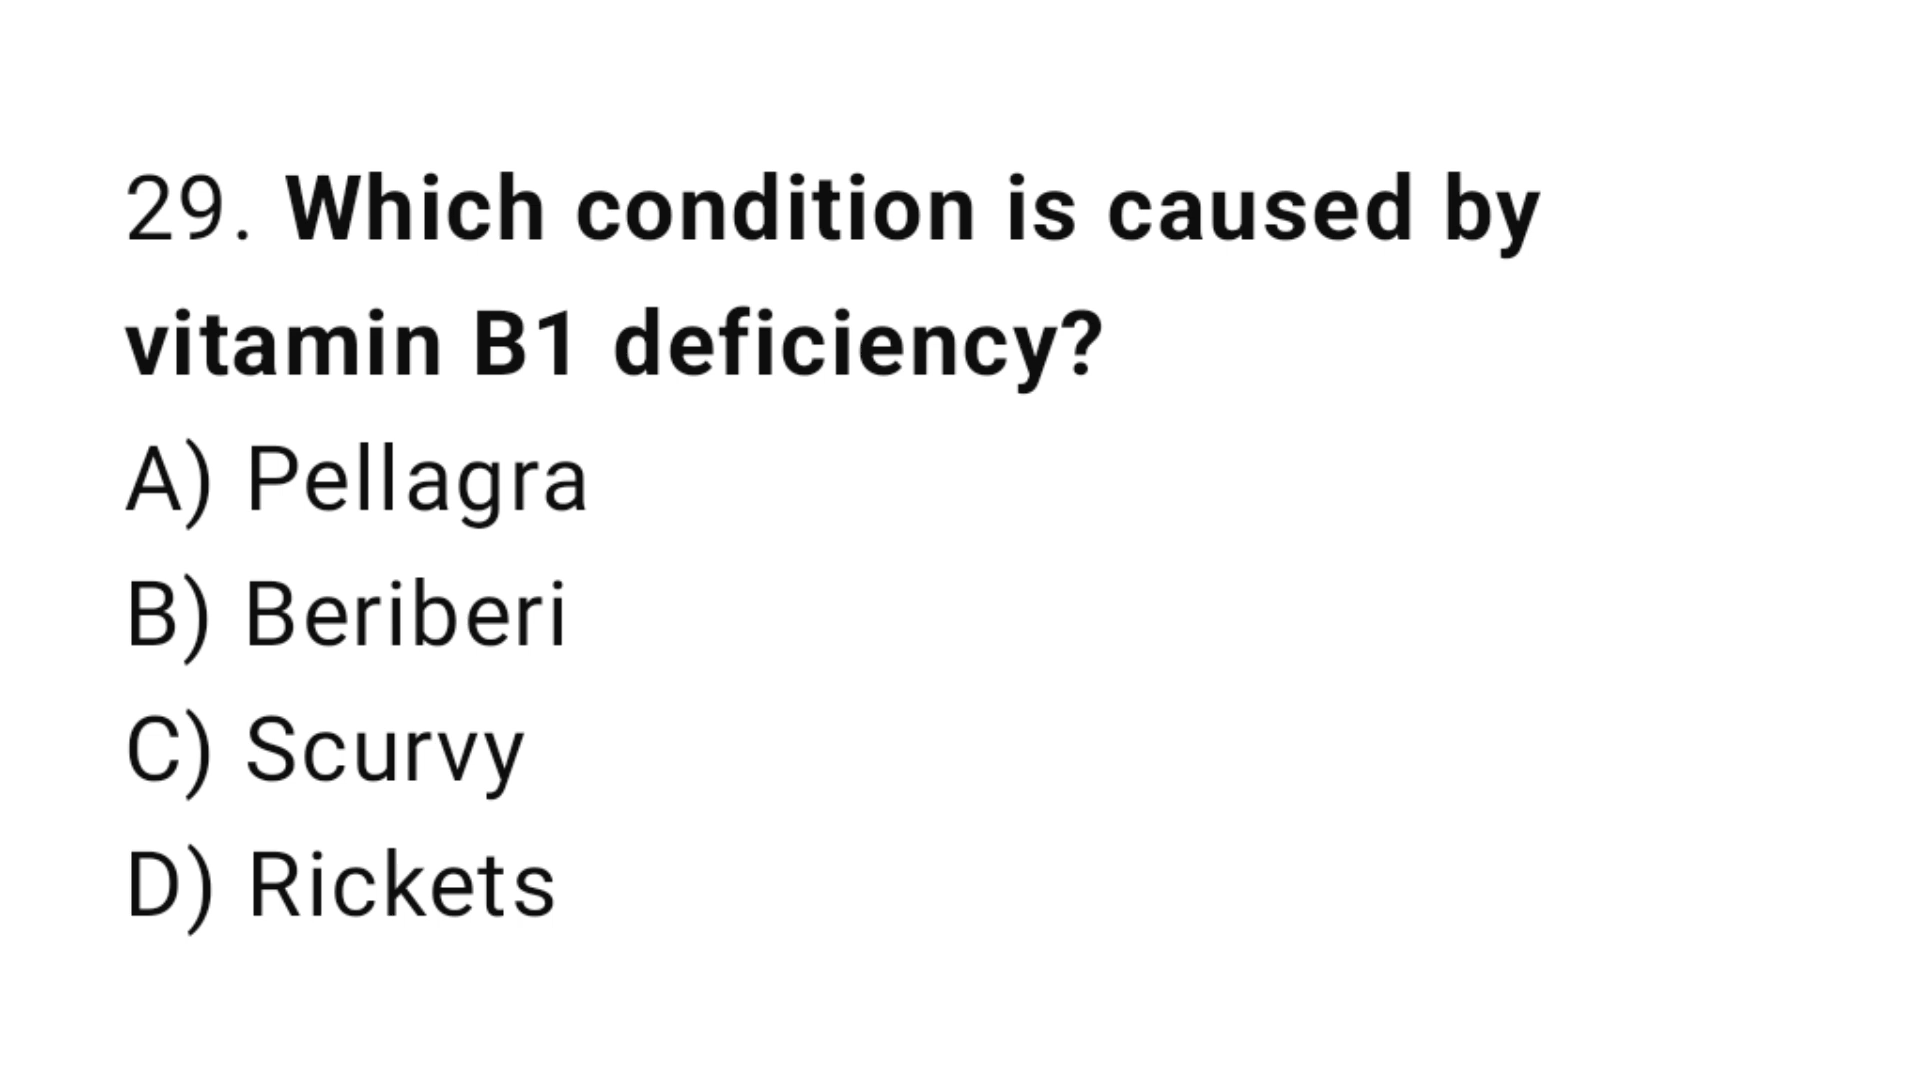 29. Which condition is caused by
vitamin B1 deficiency?
A) Pellagra
B) Beriberi
C) Scurvy
D) Rickets